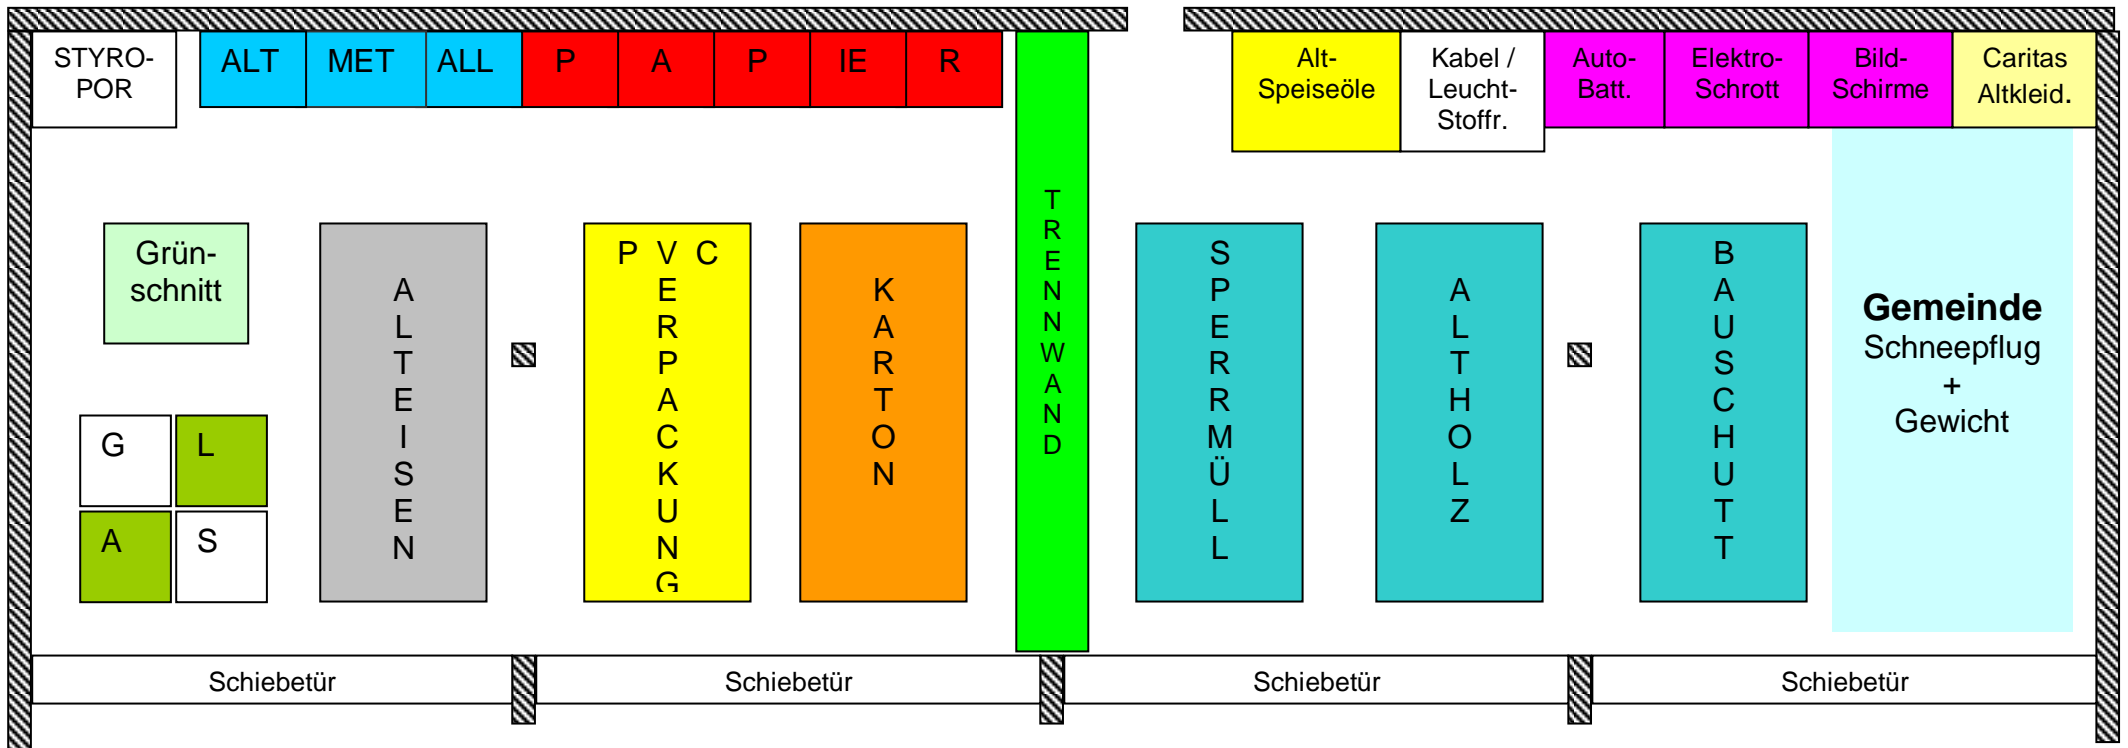 STYRO-
POR
ALT MET ALL P A P IE R
Alt-
Speiseöle
Kabel /
Leucht-
Stoffr.
Auto-
Batt.
Elektro-
Schrott
Bild-
Schirme
Caritas
Altkleid.
Grün-
schnitt
G L
A S
ALTEISEN
P V C
VERPACKUNG
KARTON
TRENNWAND
SPERRMÜLL
ALTHOLZ
BAUSCHUTT
Gemeinde
Schneepflug
+
Gewicht
Schiebetür Schiebetür Schiebetür Schiebetür